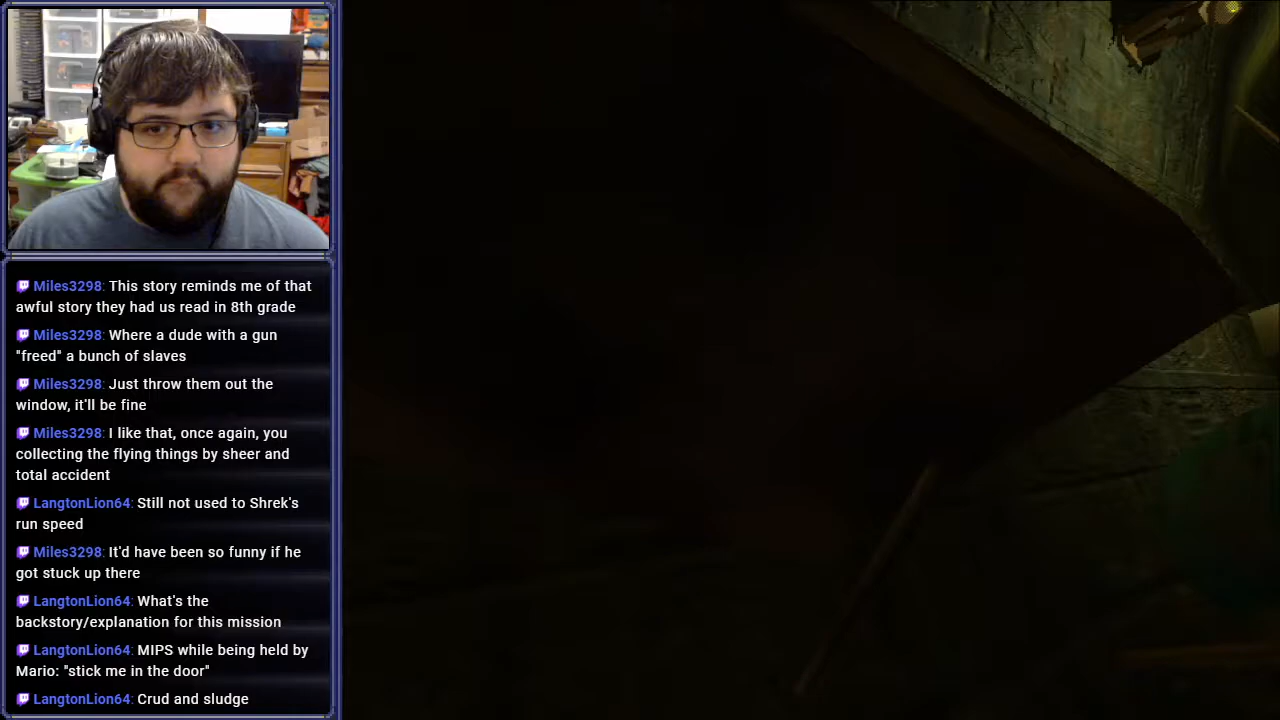 Miles3298: This story reminds me of that
awful story they had us read in 8th grade
Miles3298: Where a dude with a gun
"freed" a bunch of slaves
Miles3298: Just throw them out the
window, it'll be fine
Miles3298: I like that, once again, you
collecting the flying things by sheer and
total accident
LangtonLion64: Still not used to Shrek's
run speed
Miles3298: It'd have been so funny if he
got stuck up there
LangtonLion64: What's the
backstory/explanation for this mission
LangtonLion64: MIPS while being held by
Mario: "stick me in the door"
LangtonLion64: Crud and sludge